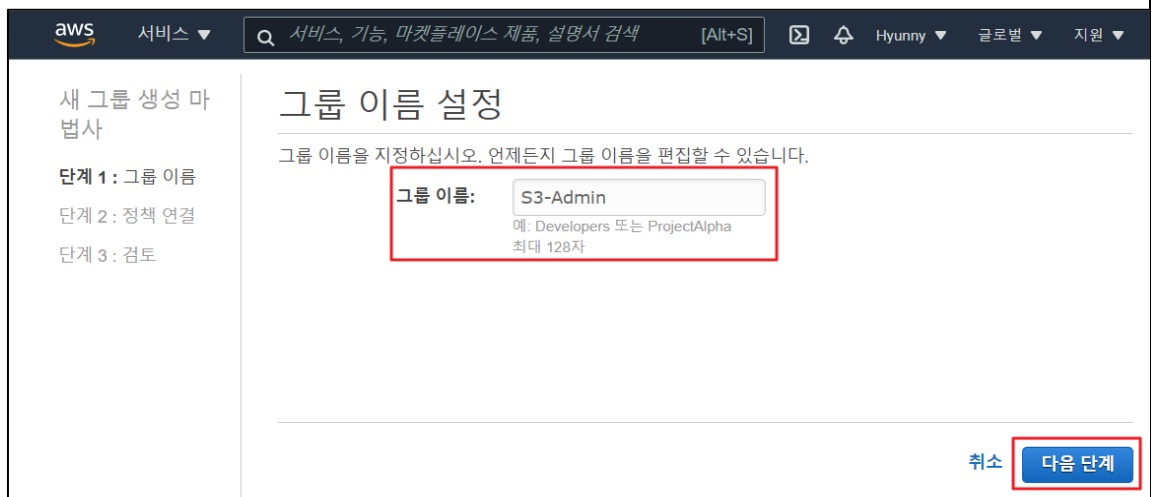 aws 서비스 ▼ 서비스, 기능, 마켓플레이스 제품, 설명서 검색 [Alt+S] Hyunny ▼ 글로벌 ▼ 지원 ▼
새 그룹 생성 마
법사
단계 1 : 그룹 이름
단계 2 : 정책 연결
단계 3 : 검토
그룹 이름 설정
그룹 이름을 지정하십시오. 언제든지 그룹 이름을 편집할 수 있습니다.
그룹 이름: S3-Admin
예: Developers 또는 ProjectAlpha
최대 128자
취소 다음 단계